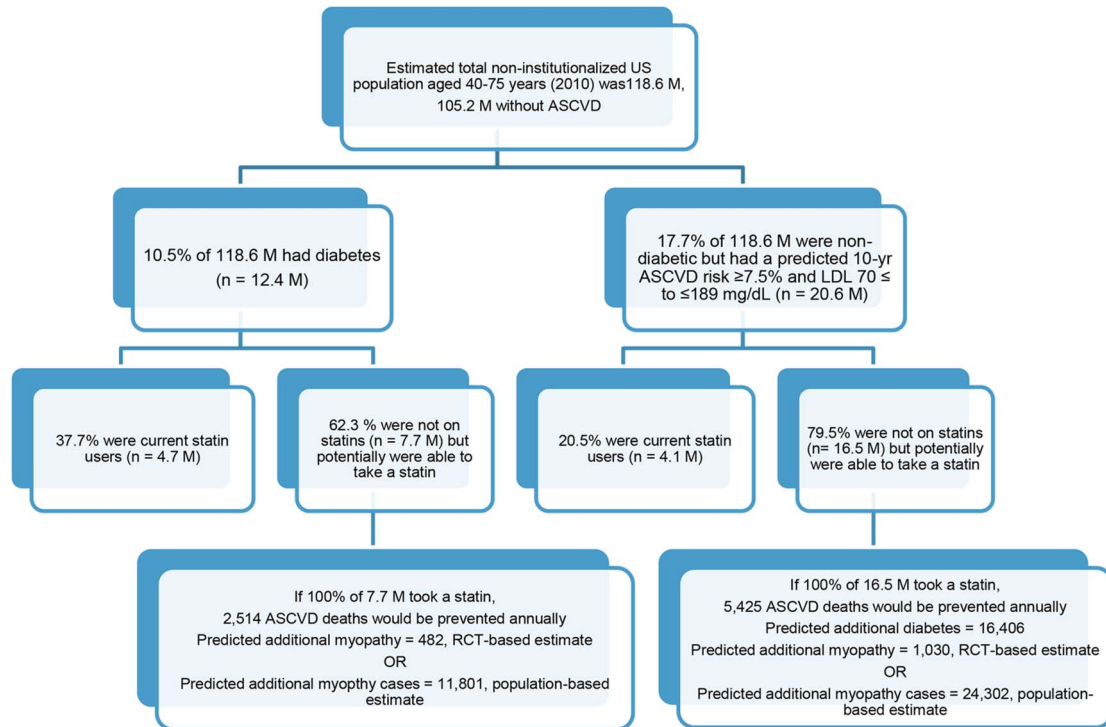 Estimated total non-institutionalized US
population aged 40-75 years (2010) was118.6 M,
105.2 M without ASCVD
10.5% of 118.6 M had diabetes
(n = 12.4 M)
17.7% of 118.6 M were non-
diabetic but had a predicted 10-yr
ASCVD risk ≥7.5% and LDL 70 ≤
to ≤189 mg/dL (n = 20.6 M)
37.7% were current statin
users (n = 4.7 M)
62.3 % were not on
statins (n = 7.7 M) but
potentially were able to
take a statin
20.5% were current statin
users (n = 4.1 M)
79.5% were not on statins
(n= 16.5 M) but potentially
were able to take a statin
If 100% of 7.7 M took a statin,
2,514 ASCVD deaths would be prevented annually
Predicted additional myopathy = 482, RCT-based estimate
OR
Predicted additional myopthy cases = 11,801, population-based
estimate
If 100% of 16.5 M took a statin,
5,425 ASCVD deaths would be prevented annually
Predicted additional diabetes = 16,406
Predicted additional myopathy = 1,030, RCT-based estimate
OR
Predicted additional myopathy cases = 24,302, population-
based estimate